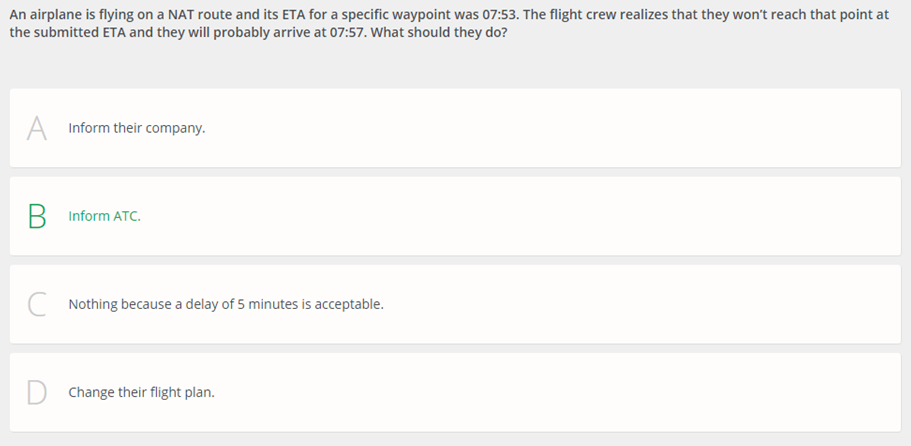 An airplane is flying on a NAT route and its ETA for a specific waypoint was 07:53. The flight crew realizes that they won't reach that point at
the submitted ETA and they will probably arrive at 07:57. What should they do?
A
Inform their company.
B
Inform ATC.
C
Nothing because a delay of 5 minutes is acceptable.
D
Change their flight plan.